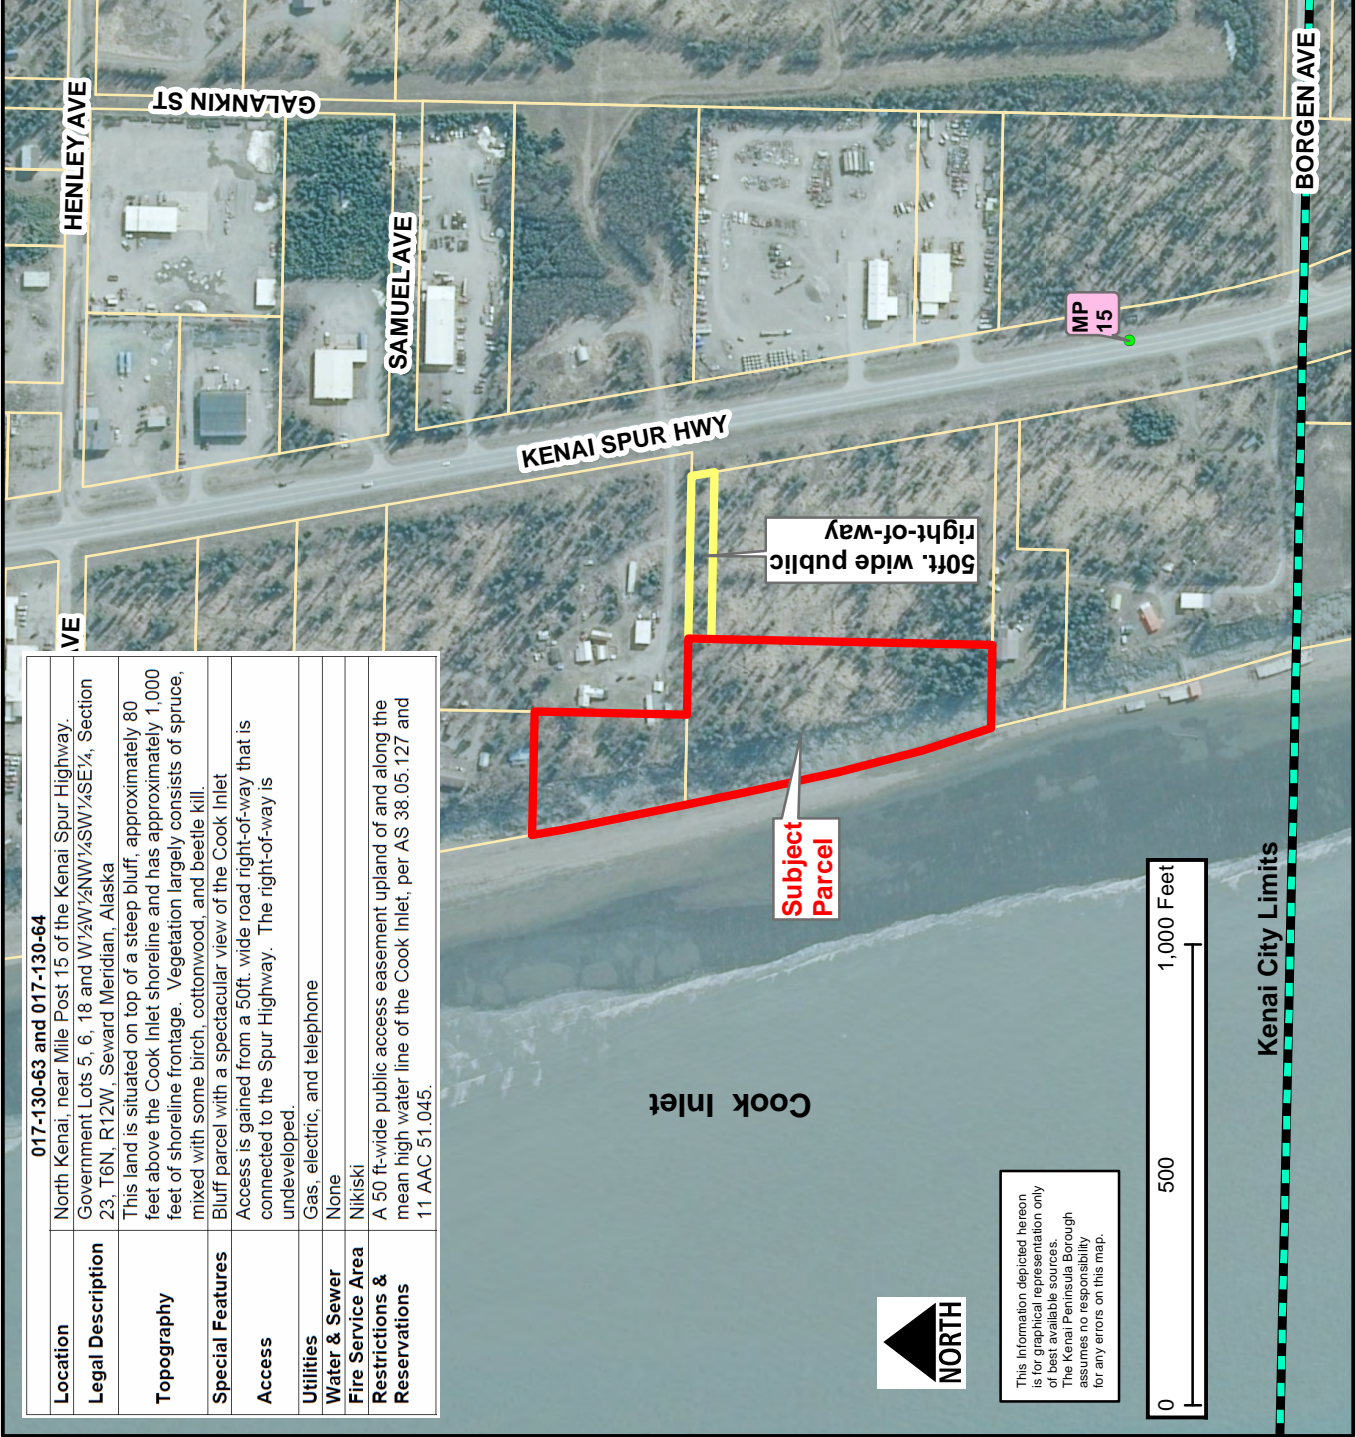 017-130-63 and 017-130-64
Location North Kenai, near Mile Post 15 of the Kenai Spur Highway.
Legal Description Government Lots 5, 6, 18 and W½W½NW¼SW¼SE¼, Section
23, T6N, R12W, Seward Meridian, Alaska
Topography This land is situated on top of a steep bluff, approximately 80
feet above the Cook Inlet shoreline and has approximately 1,000
feet of shoreline frontage. Vegetation largely consists of spruce,
mixed with some birch, cottonwood, and beetle kill.
Special Features Bluff parcel with a spectacular view of the Cook Inlet
Access Access is gained from a 50ft. wide road right-of-way that is
connected to the Spur Highway. The right-of-way is
undeveloped.
Utilities Gas, electric, and telephone
Water & Sewer None
Fire Service Area Nikiski
Restrictions & Reservations A 50 ft-wide public access easement upland of and along the
mean high water line of the Cook Inlet, per AS 38.05.127 and
11 AAC 51.045.
AVE
HENLEY AVE
GALANKIN ST
SAMUEL AVE
KENAI SPUR HWY
50ft. wide public
right-of-way
Subject
Parcel
MP
15
BORGEN AVE
Cook Inlet
Kenai City Limits
NORTH
This Information depicted hereon
is for graphical representation only
of best available sources.
The Kenai Peninsula Borough
assumes no responsibility
for any errors on this map.
0 500 1,000 Feet